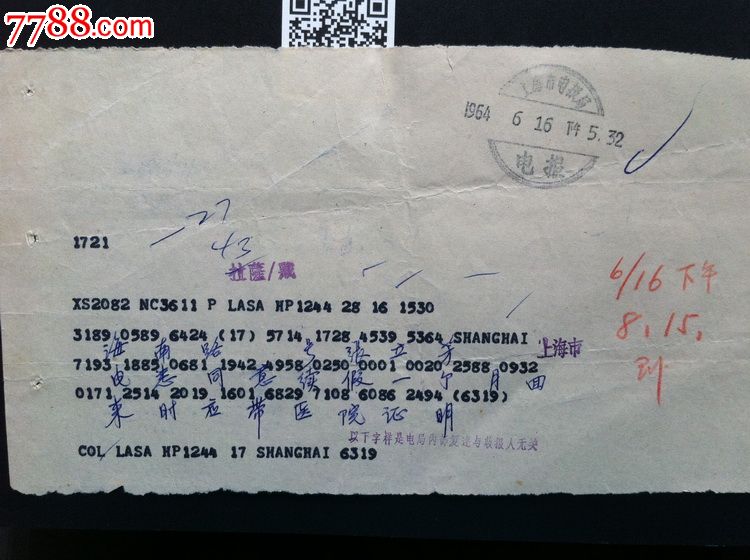 7788.com
上海市电报局
1964 6 16 下午5.32
电报
27
1721
43
拉萨/藏
XS2082 NC3611 P LASA HP1244 28 16 1530
6/16 下午
3189 0589 6424 (17) 5714 1728 4539 5364 SHANGHAI
海南路 号張立芳 上海市
8.15.
7193 1885 0681 1942 4958 0250 0001 0020 2588 0932
电悉同意续假一个月回
到
0171 2514 2019 1601 6829 7108 6086 2494 (6319)
来时应带医院证明
以下字样是电局内部复述与收报人无关
COL LASA HP1244 17 SHANGHAI 6319